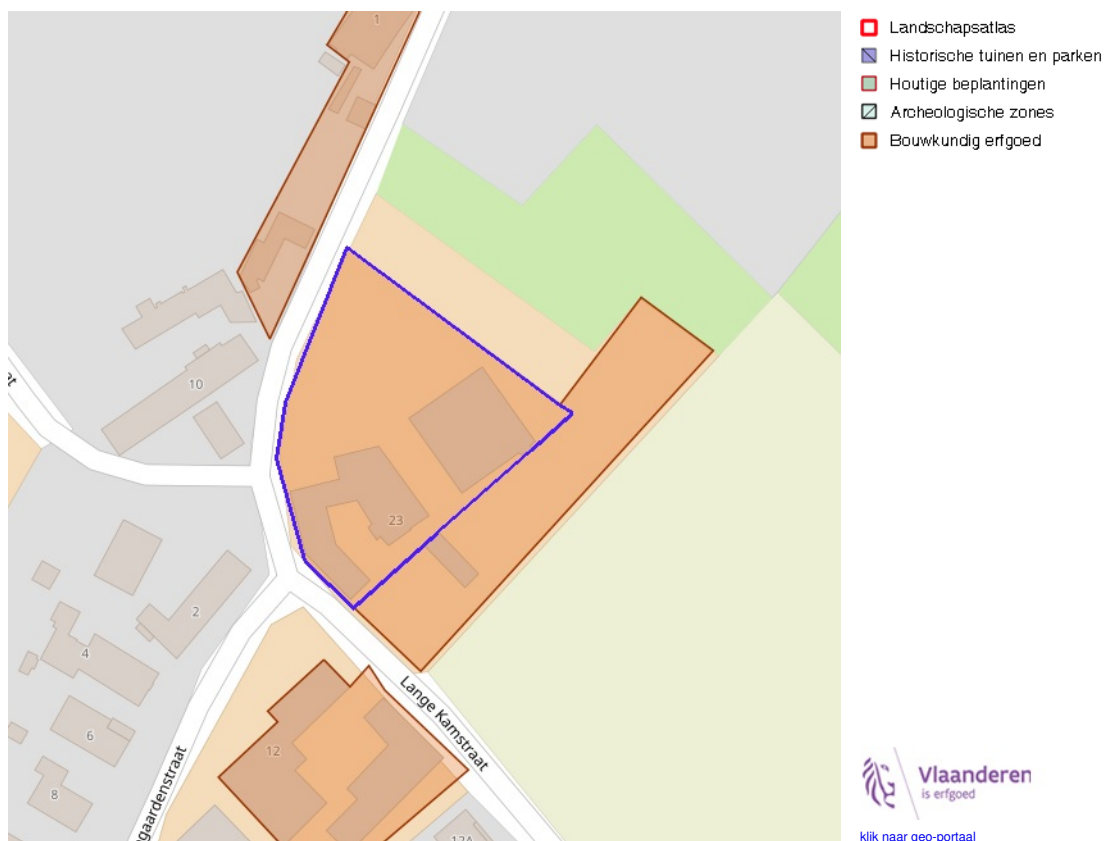 1
Landschapsatlas
Historische tuinen en parken
Houtige beplantingen
Archeologische zones
Bouwkundig erfgoed
10
23
2
4
6
8
12
Lange Kamstraat
Vlaanderen
is erfgoed
klik naar geo-portaal